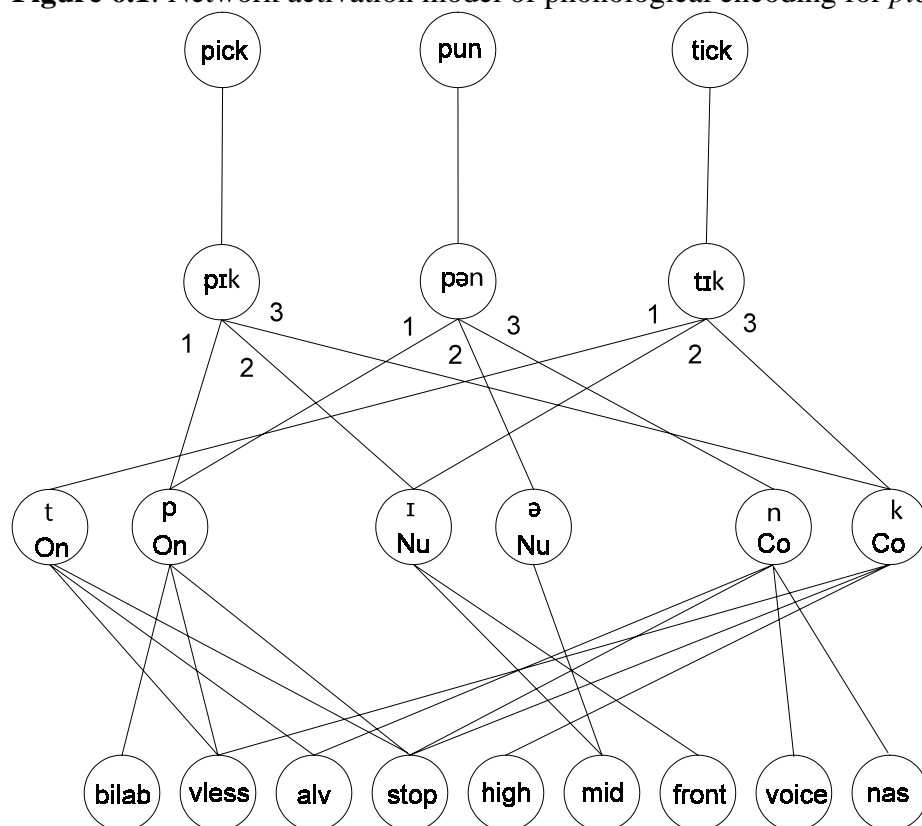 Figure 6.1. Network activation model of phonological encoding for
pick pun tick
pɪk pən tɪk
1 2 3 1 2 3 1 2 3
t p ɪ ə n k
On On Nu Nu Co Co
bilab vless alv stop high mid front voice nas